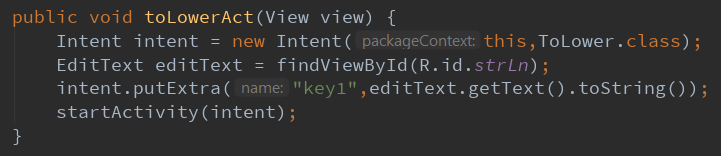 public void toLowerAct(View view) {
Intent intent = new Intent( packageContext: this,ToLower.class);
EditText editText = findViewById(R.id.strLn);
intent.putExtra( name: "key1",editText.getText().toString());
startActivity(intent);
}